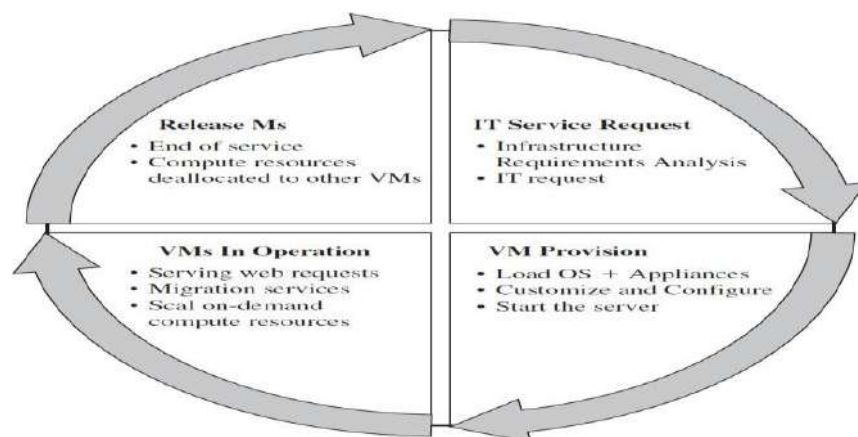 Release Ms
• End of service
• Compute resources
deallocated to other VMs
IT Service Request
• Infrastructure
Requirements Analysis
• IT request
VMs In Operation
• Serving web requests
• Migration services
• Scal on-demand
compute resources
VM Provision
• Load OS + Appliances
• Customize and Configure
• Start the server